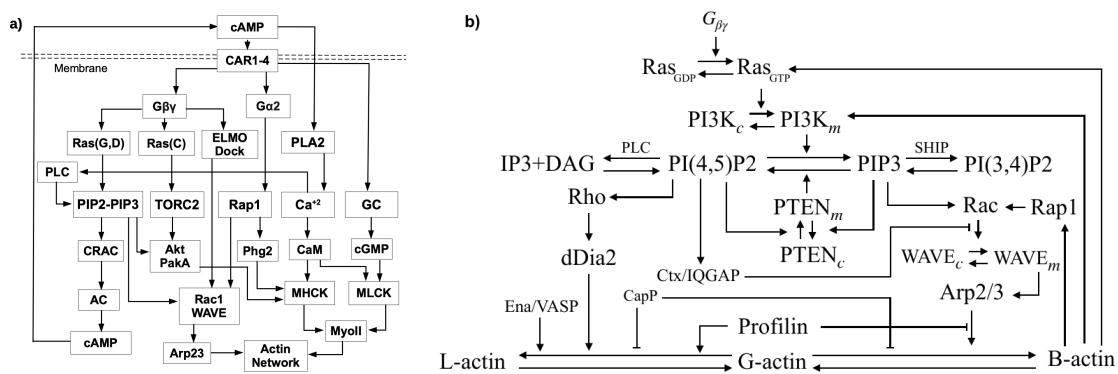 a)
cAMP
Membrane
CAR1-4
Gβγ
Gα2
Ras(G,D)
Ras(C)
ELMO
Dock
PLA2
PLC
PIP2-PIP3
TORC2
Rap1
Ca+2
GC
CRAC
Akt
PakA
Phg2
CaM
cGMP
AC
Rac1
WAVE
MHCK
MLCK
cAMP
MyoII
Arp23
Actin
Network
b)
Gβγ
RasGDP
RasGTP
PI3Kc
PI3Km
IP3+DAG
PLC
PI(4,5)P2
PIP3
SHIP
PI(3,4)P2
Rho
PTENm
Rac
Rap1
dDia2
PTENc
WAVEc
WAVEm
Ctx/IQGAP
Ena/VASP
CapP
Arp2/3
Profilin
L-actin
G-actin
B-actin